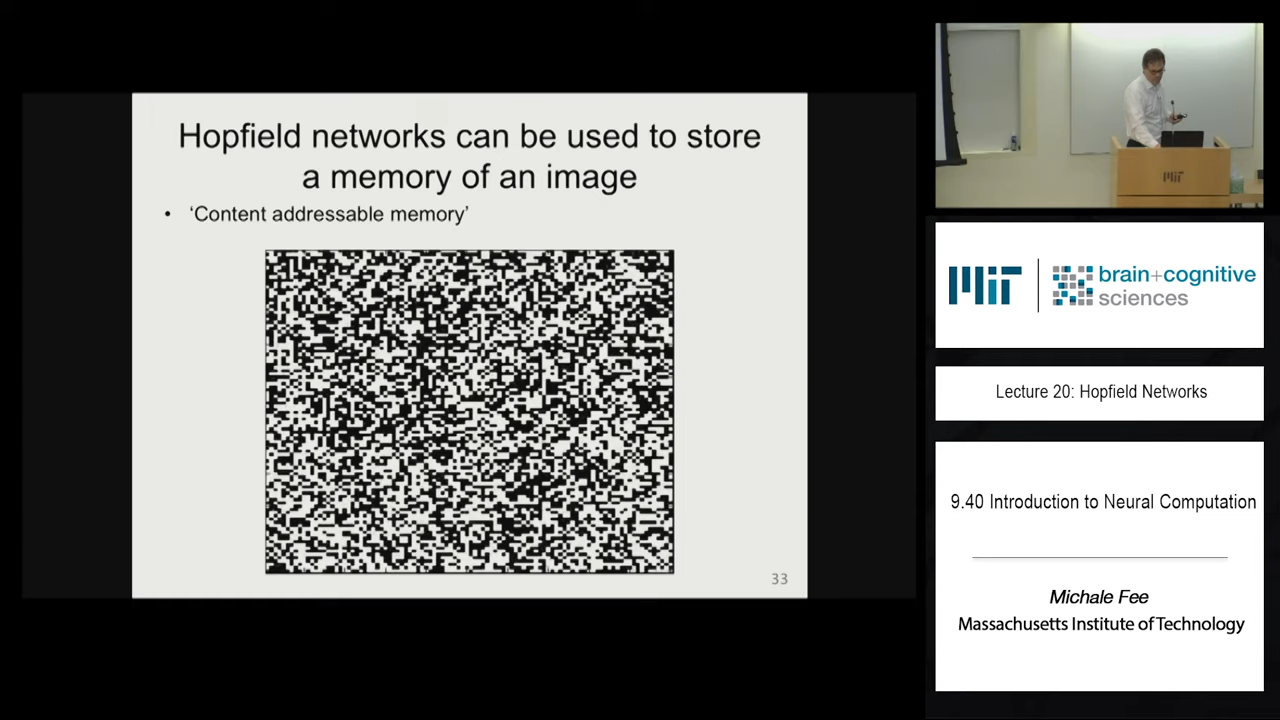 Hopfield networks can be used to store
a memory of an image
• ‘Content addressable memory’
33
MIT
MIT
brain+cognitive
sciences
Lecture 20: Hopfield Networks
9.40 Introduction to Neural Computation
Michale Fee
Massachusetts Institute of Technology